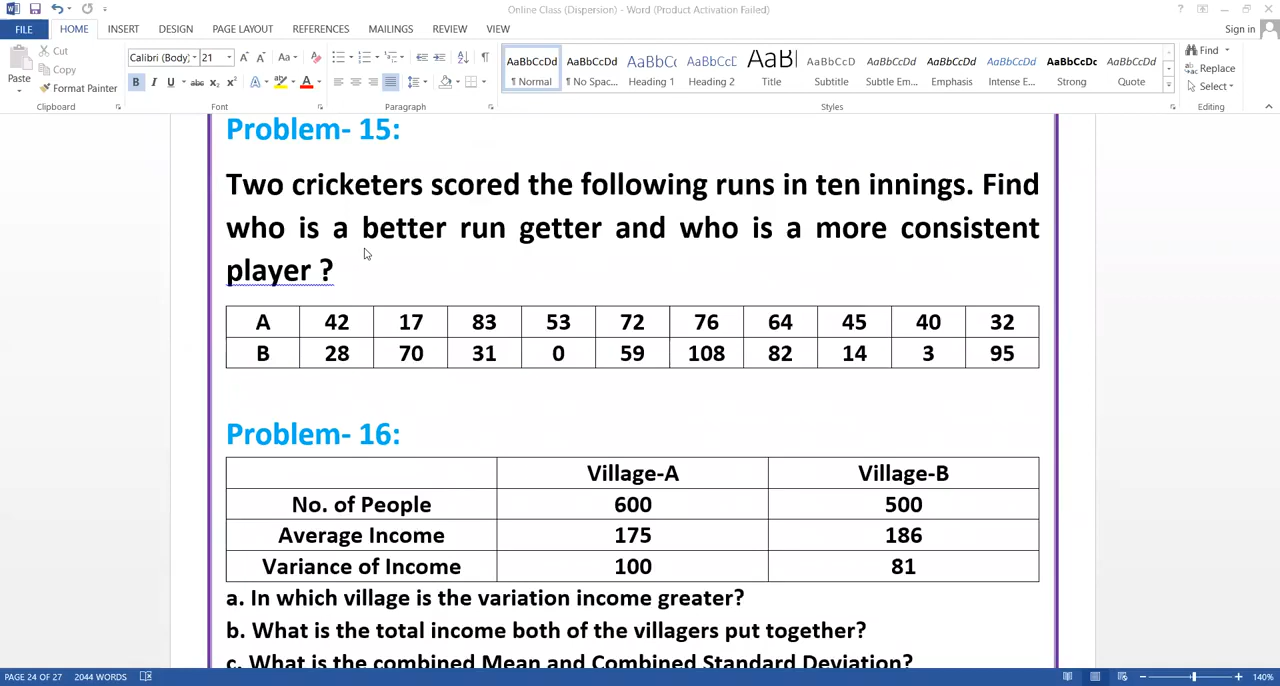 Online Class (Dispersion) - Word (Product Activation Failed)
FILE HOME INSERT DESIGN PAGE LAYOUT REFERENCES MAILINGS REVIEW VIEW Sign in
Paste Cut Copy Format Painter
Calibri (Body) 21
AaBbCcDd AaBbCcDd AaBbCc AaBbCcD AaBl AaBbCcD AaBbCcDd AaBbCcDd AaBbCcDd AaBbCcDc AaBbCcDd
¶ Normal ¶ No Spac... Heading 1 Heading 2 Title Subtitle Subtle Em... Emphasis Intense E... Strong Quote
Find Replace Select
Clipboard Font Paragraph Styles Editing
Problem- 15:
Two cricketers scored the following runs in ten innings. Find
who is a better run getter and who is a more consistent
player ?
A 42 17 83 53 72 76 64 45 40 32
B 28 70 31 0 59 108 82 14 3 95
Problem- 16:
Village-A Village-B
No. of People 600 500
Average Income 175 186
Variance of Income 100 81
a. In which village is the variation income greater?
b. What is the total income both of the villagers put together?
c. What is the combined Mean and Combined Standard Deviation?
PAGE 24 OF 27 2044 WORDS 140%